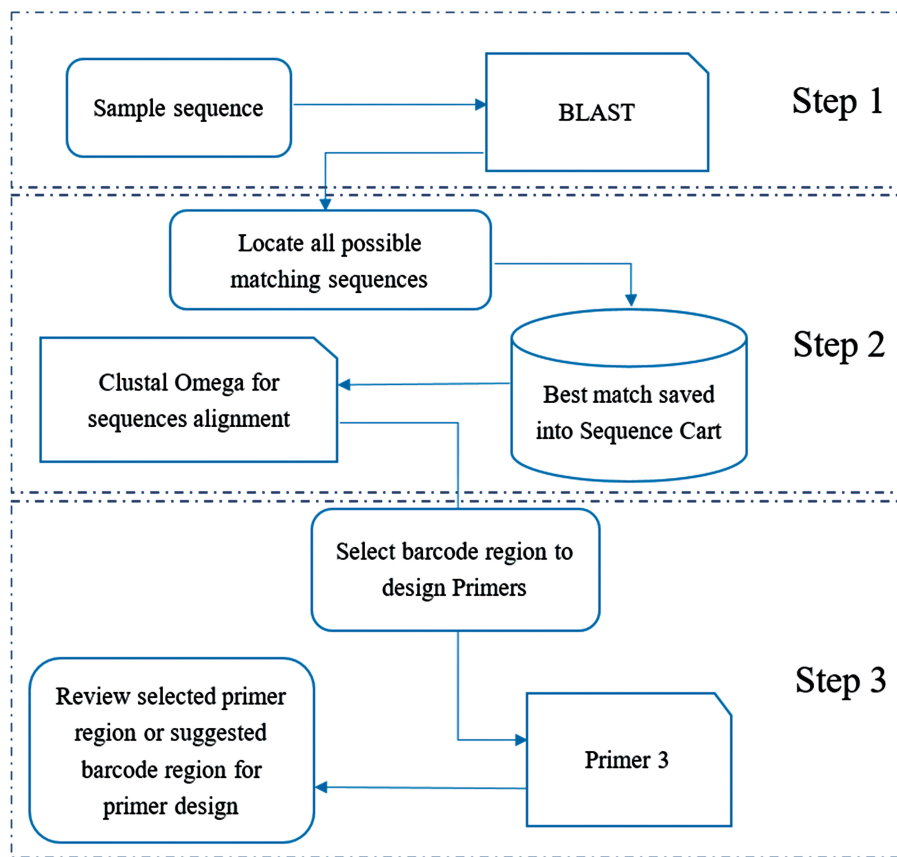 Sample sequence
BLAST
Step 1
Locate all possible
matching sequences
Step 2
Clustal Omega for
sequences alignment
Best match saved
into Sequence Cart
Select barcode region to
design Primers
Step 3
Review selected primer
region or suggested
barcode region for
primer design
Primer 3